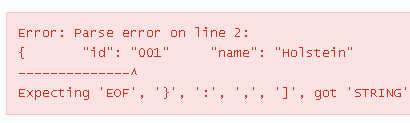 Error: Parse error on line 2:
{       "id": "001"     "name": "Holstein"
--------------^
Expecting 'EOF', '}', ':', ',', ']', got 'STRING'